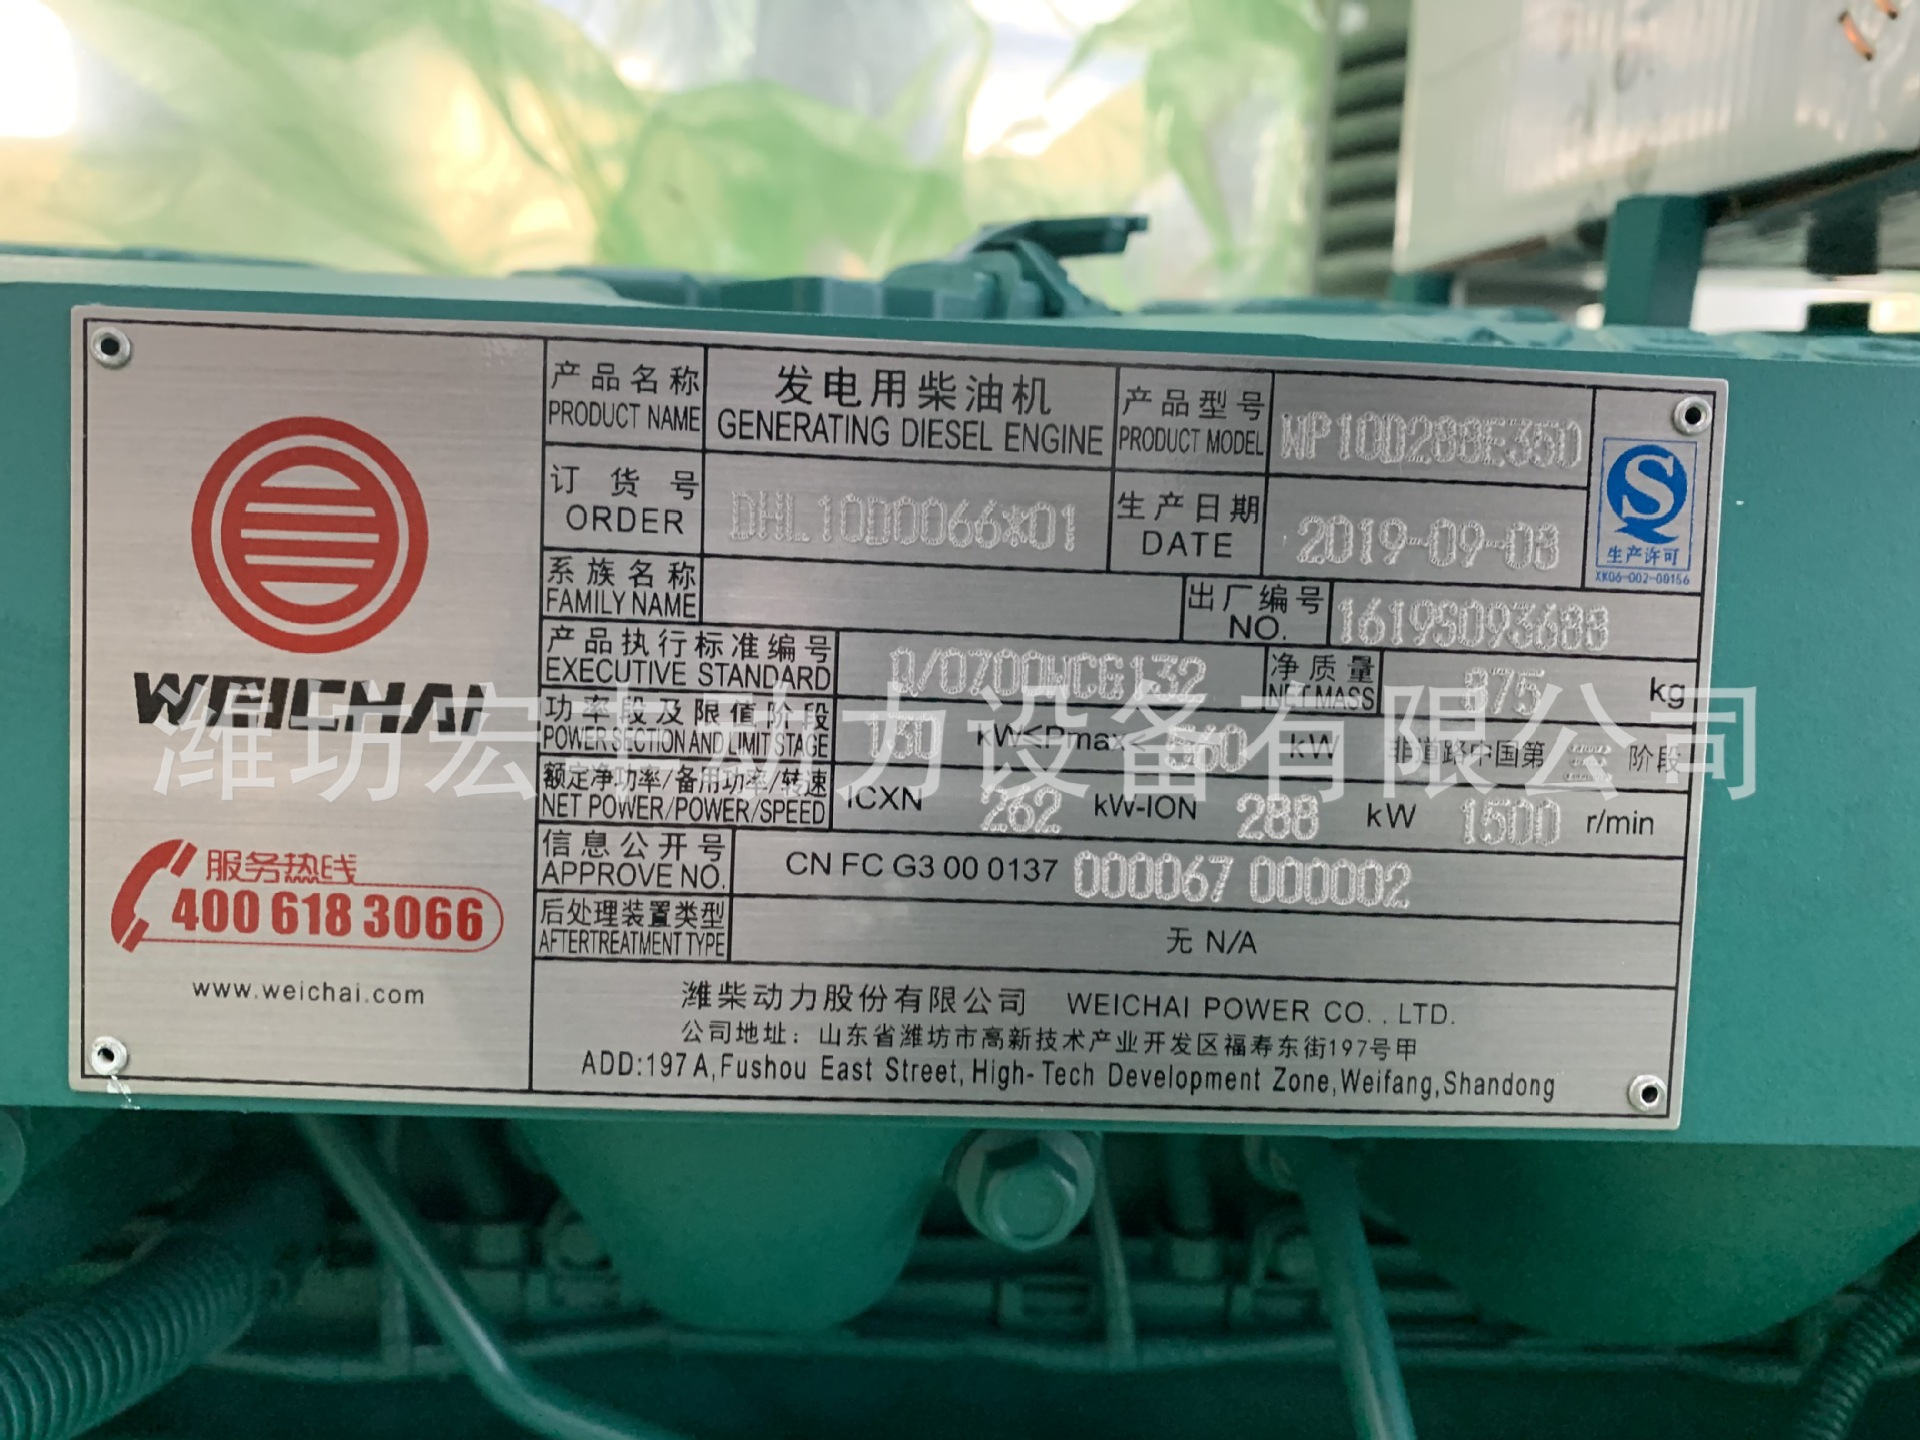 WEICHAI
服务热线
400 618 3066
www.weichai.com
产品名称 发电用柴油机 产品型号 WP10D288E350
PRODUCT NAME GENERATING DIESEL ENGINE PRODUCT MODEL
生产许可
XK06-002-00156
订货号 DHL10D0066*01 生产日期 2019-09-08
ORDER DATE
系族名称 出厂编号 1619S093688
FAMILY NAME NO.
产品执行标准编号 Q/0700WCG132 净质量 875 kg
EXECUTIVE STANDARD NET MASS
功率段及限值阶段 130 kW≤Pmax≤560 kW 非道路中国第三阶段
POWER SECTION AND LIMIT STAGE
额定净功率/备用功率/转速 ICXN 262 kW-ION 288 kW 1500 r/min
NET POWER/POWER/SPEED
信息公开号 CN FC G3 00 0137 000067 000002
APPROVE NO.
后处理装置类型 无 N/A
AFTERTREATMENT TYPE
潍柴动力股份有限公司 WEICHAI POWER CO.,LTD.
公司地址：山东省潍坊市高新技术产业开发区福寿东街197号甲
ADD:197A,Fushou East Street,High-Tech Development Zone,Weifang,Shandong
潍坊宏 动力设备有限公司